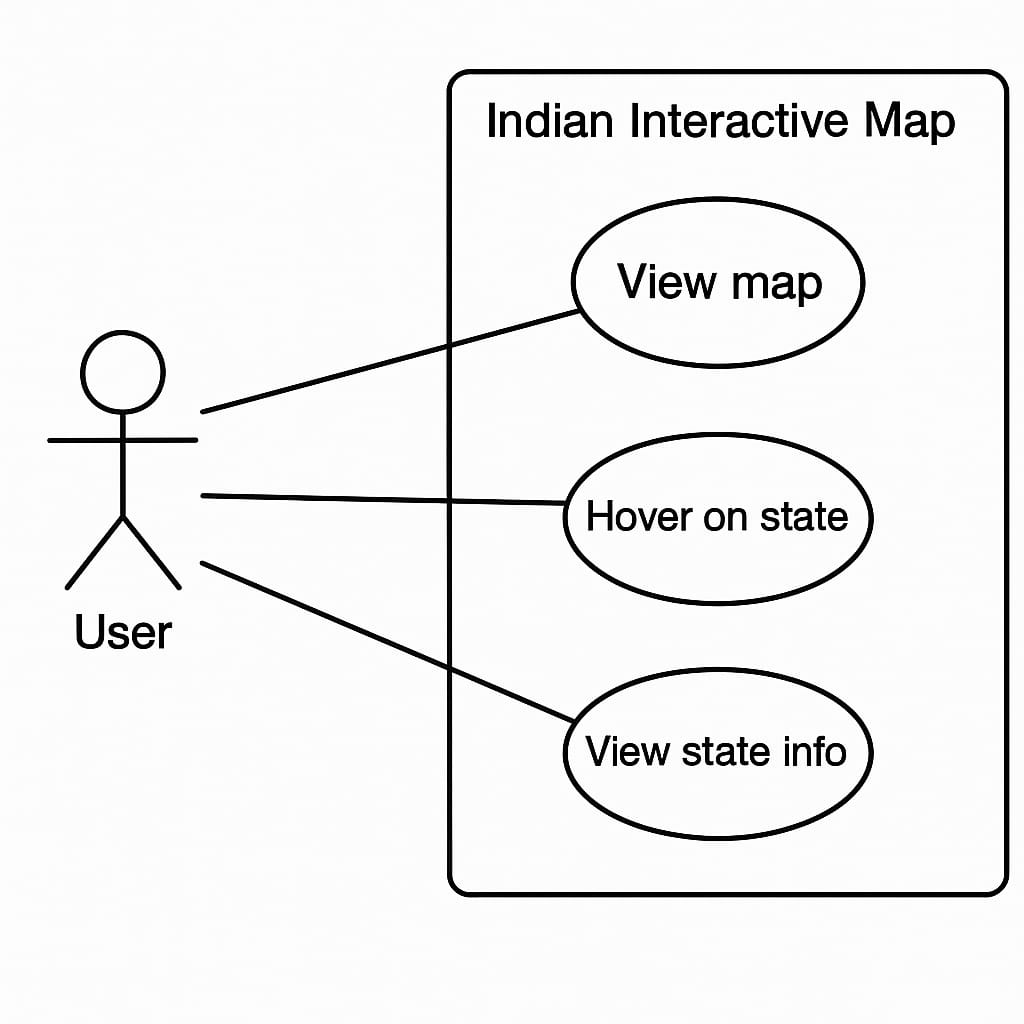 Indian Interactive Map
View map
Hover on state
User
View state info